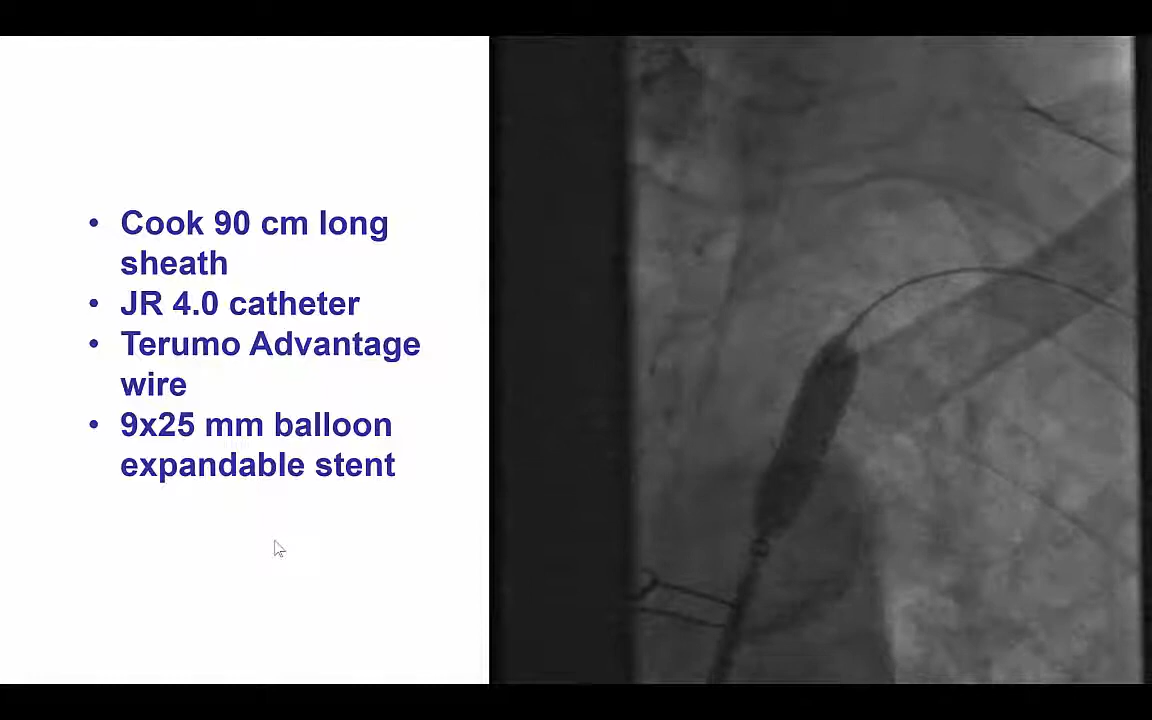 • Cook 90 cm long
sheath
• JR 4.0 catheter
• Terumo Advantage
wire
• 9x25 mm balloon
expandable stent